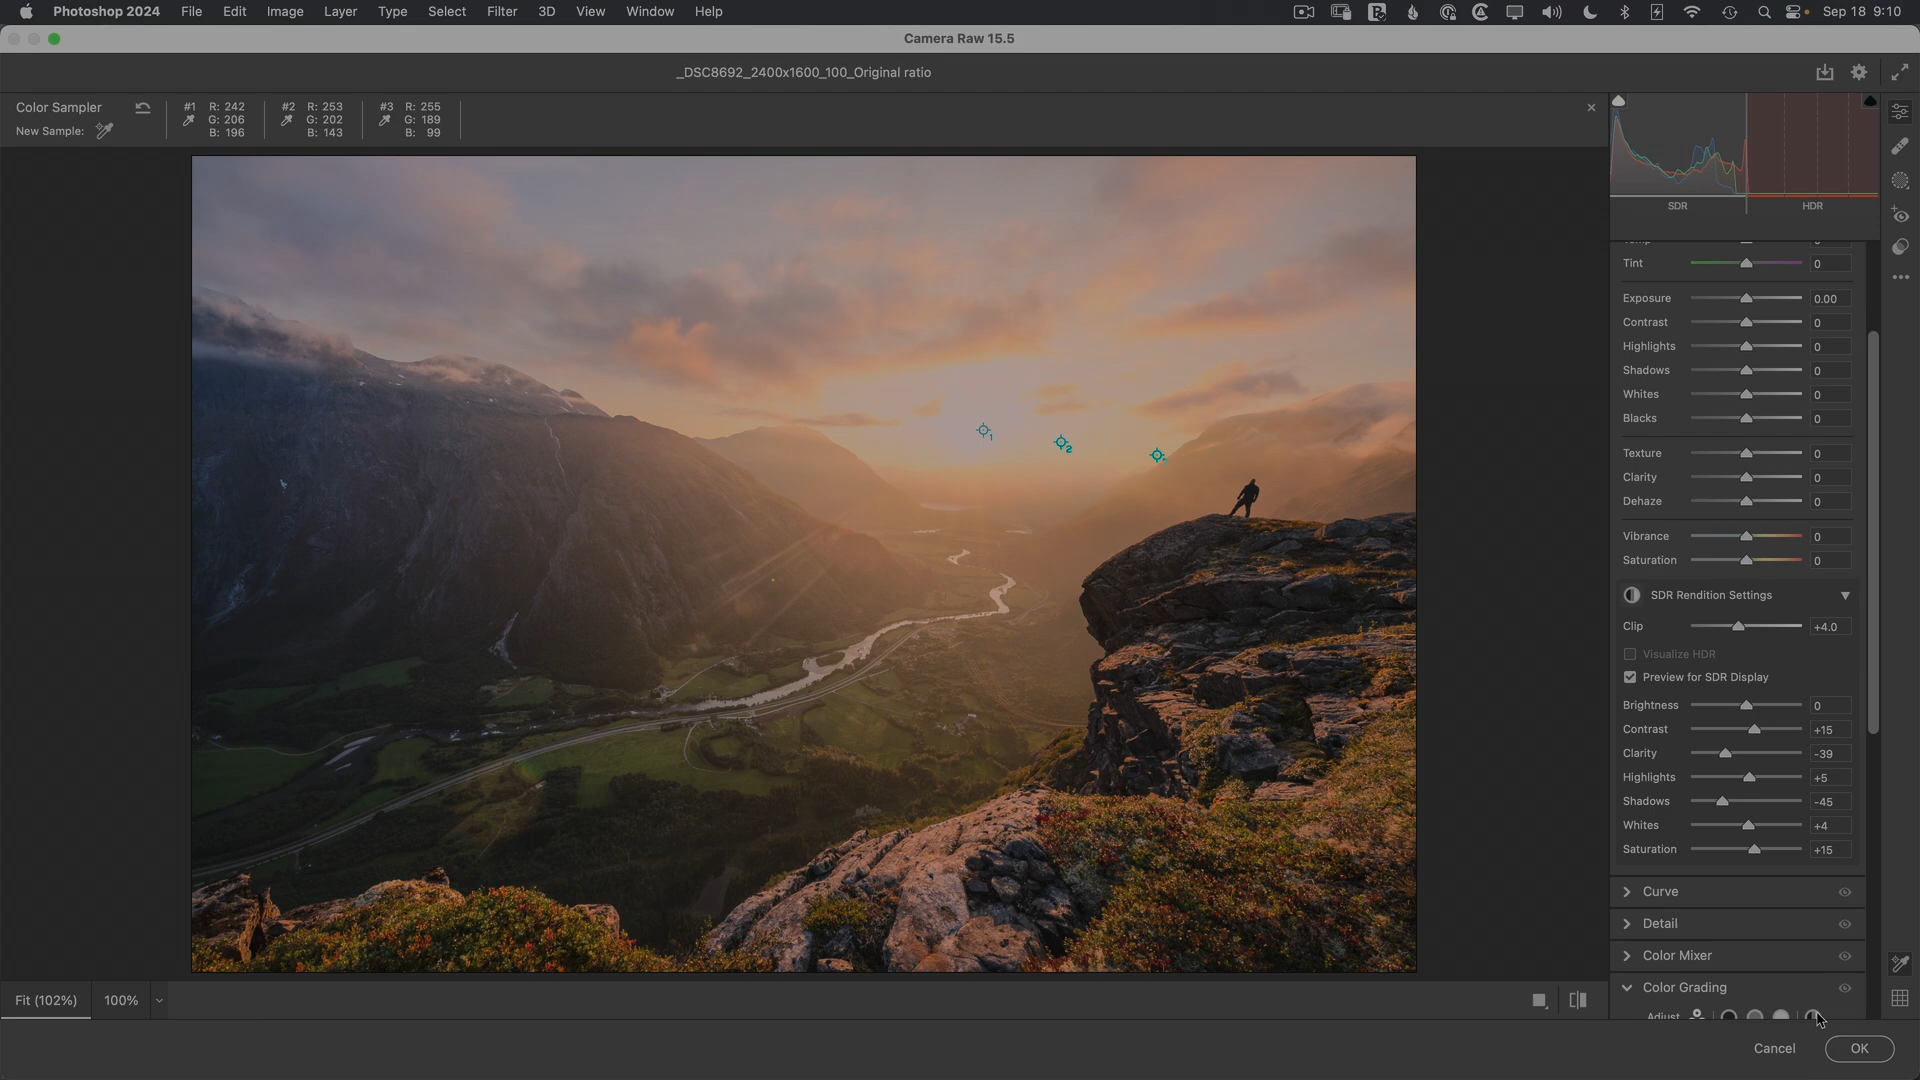 Photoshop 2024 File Edit Image Layer Type Select Filter 3D View Window Help Sep 18 9:10
Camera Raw 15.5
_DSC8692_2400x1600_100_Original ratio
Color Sampler
New Sample:
#1 R: 242
G: 206
B: 196
#2 R: 253
G: 202
B: 143
#3 R: 255
G: 189
B: 99
SDR HDR
1
2
Tint 0
Exposure 0.00
Contrast 0
Highlights 0
Shadows 0
Whites 0
Blacks 0
Texture 0
Clarity 0
Dehaze 0
Vibrance 0
Saturation 0
SDR Rendition Settings
Clip +4.0
Visualize HDR
Preview for SDR Display
Brightness 0
Contrast +15
Clarity -39
Highlights +5
Shadows -45
Whites +4
Saturation +15
Curve
Detail
Color Mixer
Color Grading
Adjust
Fit (102%) 100%
Cancel OK